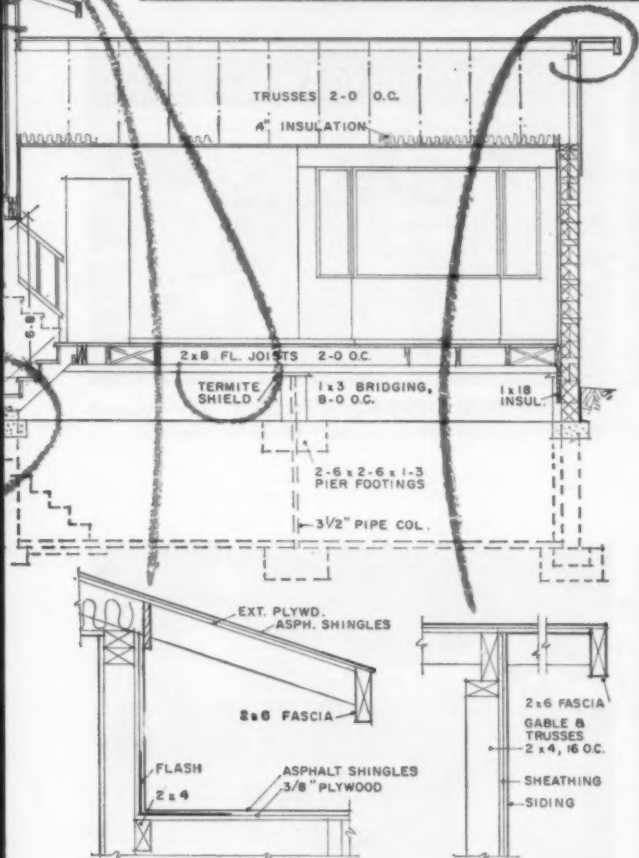 TRUSSES 2-0 O.C.
4" INSULATION
6-8
2x8 FL. JOISTS 2-0 O.C.
TERMITE
SHIELD
1x3 BRIDGING,
8-0 O.C.
1x18
INSUL.
2-6 x 2-6 x 1-3
PIER FOOTINGS
3 1/2" PIPE COL.
EXT. PLYWD.
ASPH. SHINGLES
2x6 FASCIA
FLASH
2x4
ASPHALT SHINGLES
3/8" PLYWOOD
2x6 FASCIA
GABLE &
TRUSSES
2x4, 16 O.C.
SHEATHING
SIDING